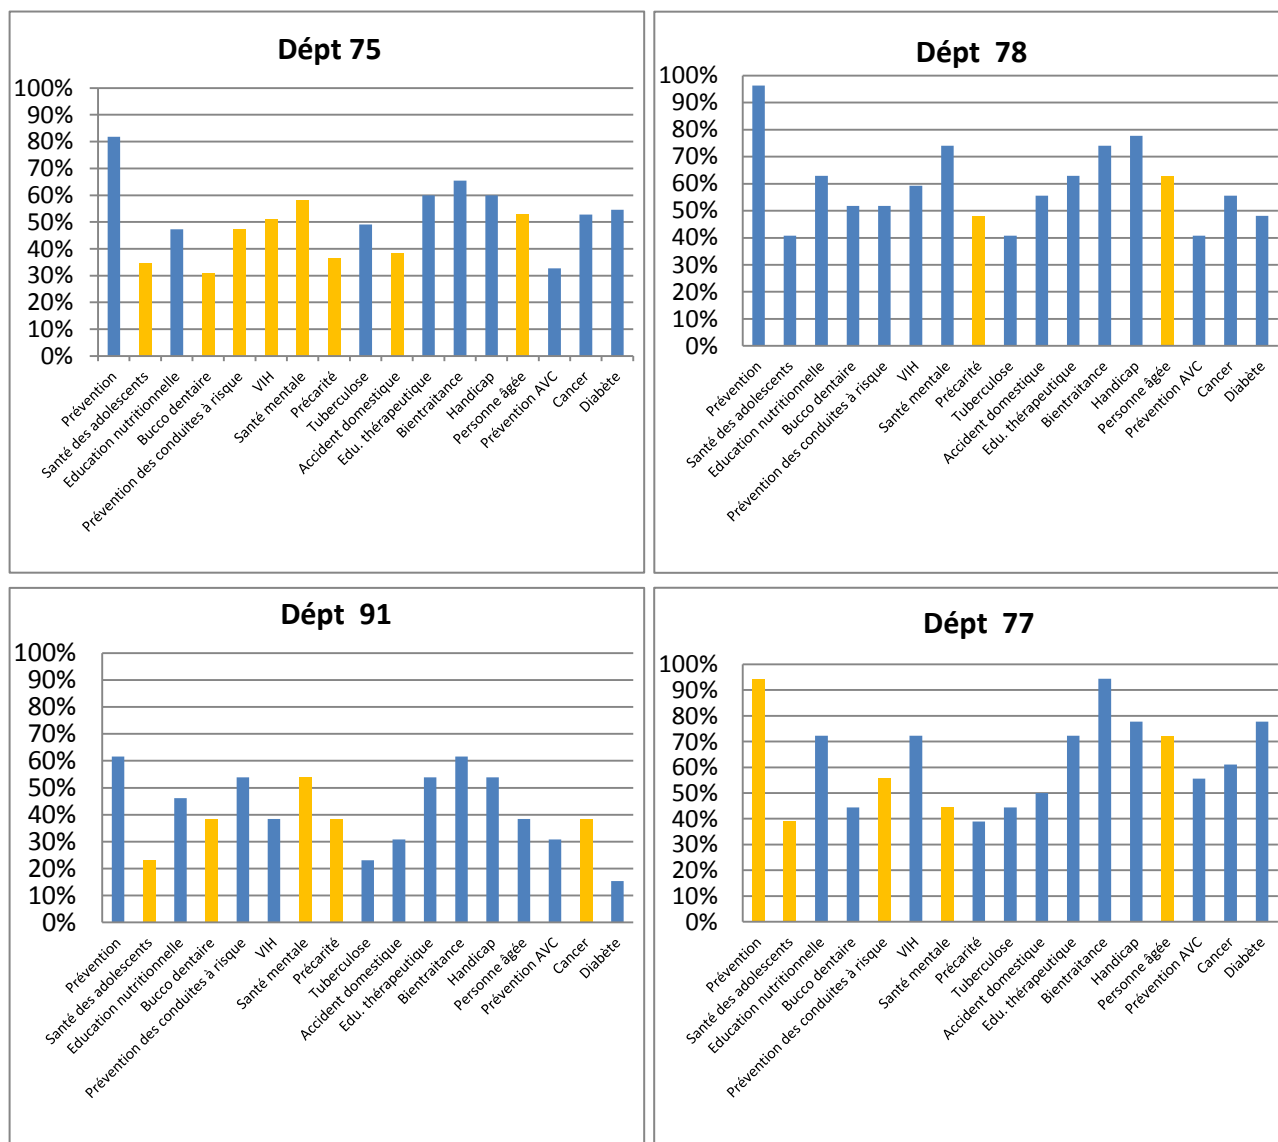 Dépt 75
100%
90%
80%
70%
60%
50%
40%
30%
20%
10%
0%
Prévention
Santé des adolescents
Education nutritionnelle
Bucco dentaire
Prévention des conduites à risque
VIH
Santé mentale
Précarité
Tuberculose
Accident domestique
Edu. thérapeutique
Bientraitance
Handicap
Personne âgée
Prévention AVC
Cancer
Diabète
Dépt 78
100%
90%
80%
70%
60%
50%
40%
30%
20%
10%
0%
Prévention
Santé des adolescents
Education nutritionnelle
Bucco dentaire
Prévention des conduites à risque
VIH
Santé mentale
Précarité
Tuberculose
Accident domestique
Edu. thérapeutique
Bientraitance
Handicap
Personne âgée
Prévention AVC
Cancer
Diabète
Dépt 91
100%
90%
80%
70%
60%
50%
40%
30%
20%
10%
0%
Prévention
Santé des adolescents
Education nutritionnelle
Bucco dentaire
Prévention des conduites à risque
VIH
Santé mentale
Précarité
Tuberculose
Accident domestique
Edu. thérapeutique
Bientraitance
Handicap
Personne âgée
Prévention AVC
Cancer
Diabète
Dépt 77
100%
90%
80%
70%
60%
50%
40%
30%
20%
10%
0%
Prévention
Santé des adolescents
Education nutritionnelle
Bucco dentaire
Prévention des conduites à risque
VIH
Santé mentale
Précarité
Tuberculose
Accident domestique
Edu. thérapeutique
Bientraitance
Handicap
Personne âgée
Prévention AVC
Cancer
Diabète